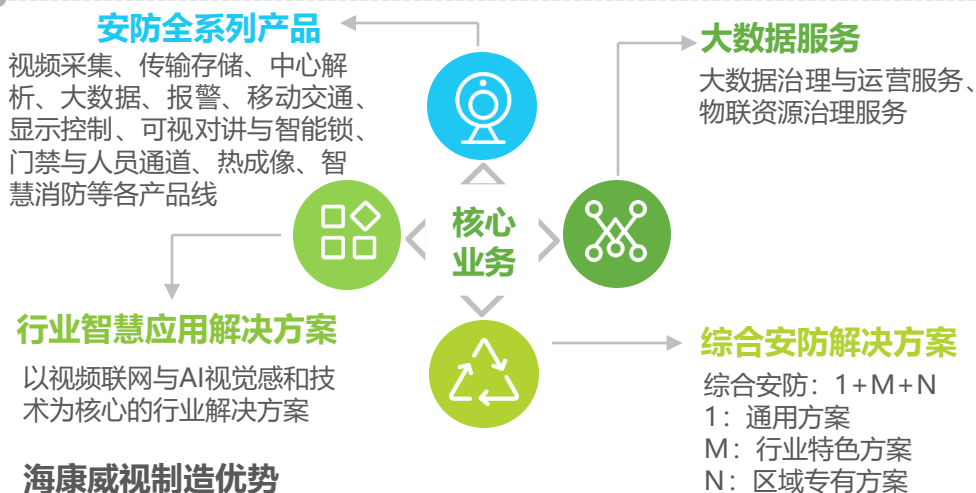 安防全系列产品
视频采集、传输存储、中心解
析、大数据、报警、移动交通、
显示控制、可视对讲与智能锁、
门禁与人员通道、热成像、智
慧消防等各产品线
大数据服务
大数据治理与运营服务、
物联资源治理服务
核心
业务
行业智慧应用解决方案
以视频联网与AI视觉感和技
术为核心的行业解决方案
综合安防解决方案
综合安防：1+M+N
1：通用方案
M：行业特色方案
N：区域专有方案
海康威视制造优势